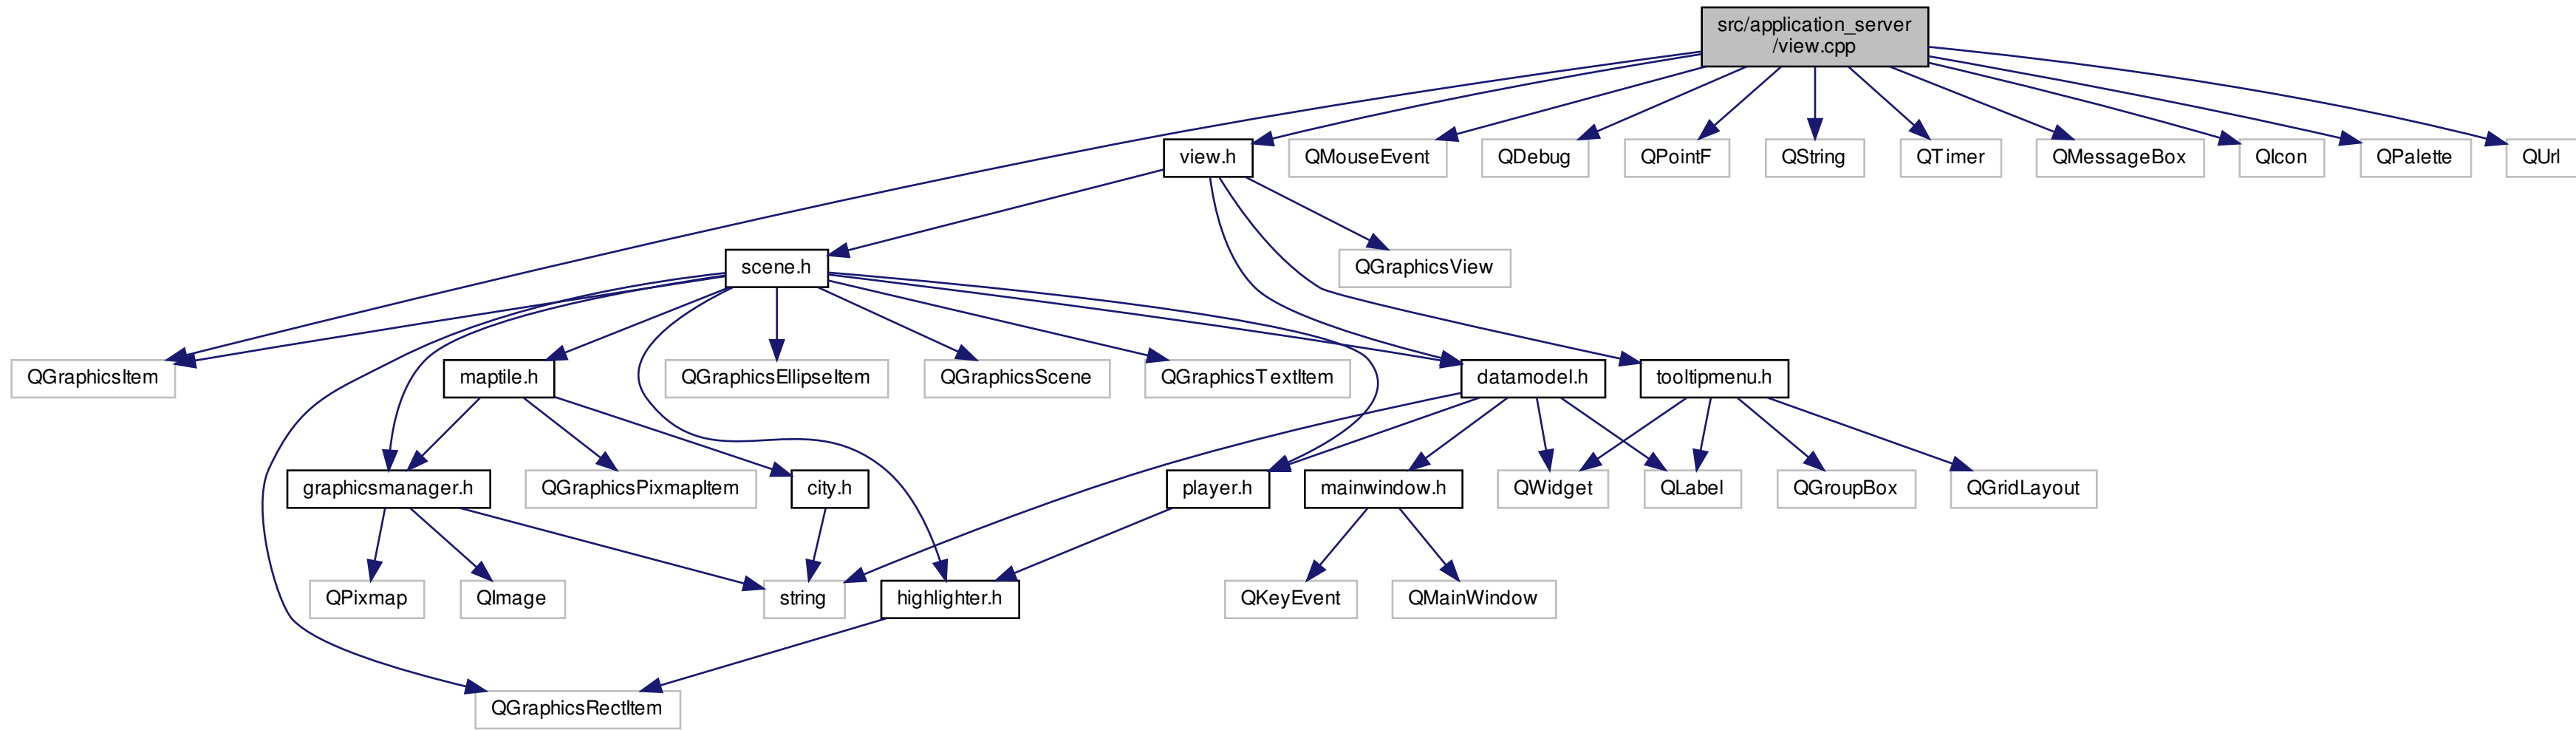 src/application_server
/view.cpp
view.h
QMouseEvent
QDebug
QPointF
QString
QTimer
QMessageBox
QIcon
QPalette
QUrl
scene.h
QGraphicsView
QGraphicsItem
maptile.h
QGraphicsEllipseItem
QGraphicsScene
QGraphicsTextItem
datamodel.h
tooltipmenu.h
graphicsmanager.h
QGraphicsPixmapItem
city.h
player.h
mainwindow.h
QWidget
QLabel
QGroupBox
QGridLayout
QPixmap
QImage
string
highlighter.h
QKeyEvent
QMainWindow
QGraphicsRectItem